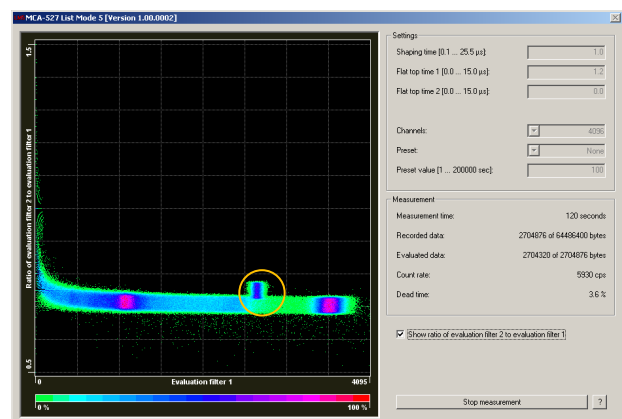 MCA-527 List Mode 5 [Version 1.00.0002]
1.5
Ratio of evaluation filter 2 to evaluation filter 1
0.5
0 Evaluation filter 1 4095
0 % 100 %
Settings
Shaping time [0.1 ... 25.5 µs]: 1.0
Flat top time 1 [0.0 ... 15.0 µs]: 1.2
Flat top time 2 [0.0 ... 15.0 µs]: 0.0
Channels: 4096
Preset: None
Preset value [1 ... 200000 sec]: 100
Measurement
Measurement time: 120 seconds
Recorded data: 2704876 of 64486400 bytes
Evaluated data: 2704320 of 2704876 bytes
Count rate: 5930 cps
Dead time: 3.6 %
Show ratio of evaluation filter 2 to evaluation filter 1
Stop measurement ?